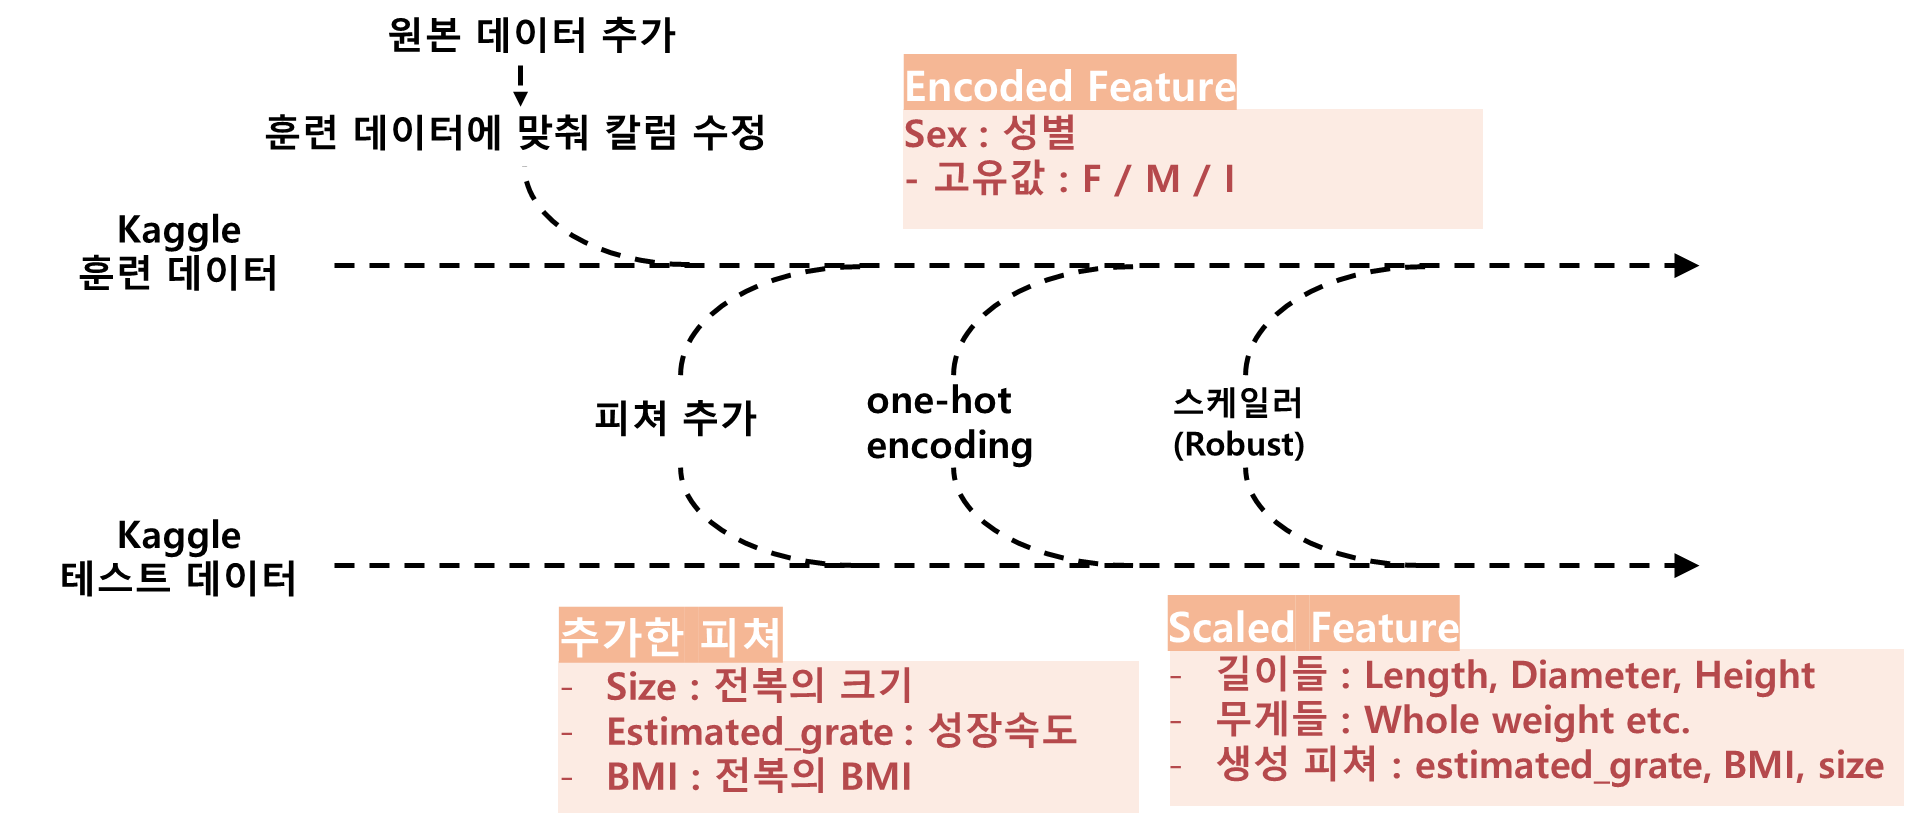 원본 데이터 추가
훈련 데이터에 맞춰 칼럼 수정
Encoded Feature
Sex : 성별
- 고유값 : F / M / I
Kaggle
훈련 데이터
피쳐 추가
one-hot
encoding
스케일러
(Robust)
Kaggle
테스트 데이터
추가한 피쳐
- Size : 전복의 크기
- Estimated_grate : 성장속도
- BMI : 전복의 BMI
Scaled Feature
- 길이들 : Length, Diameter, Height
- 무게들 : Whole weight etc.
- 생성 피쳐 : estimated_grate, BMI, size